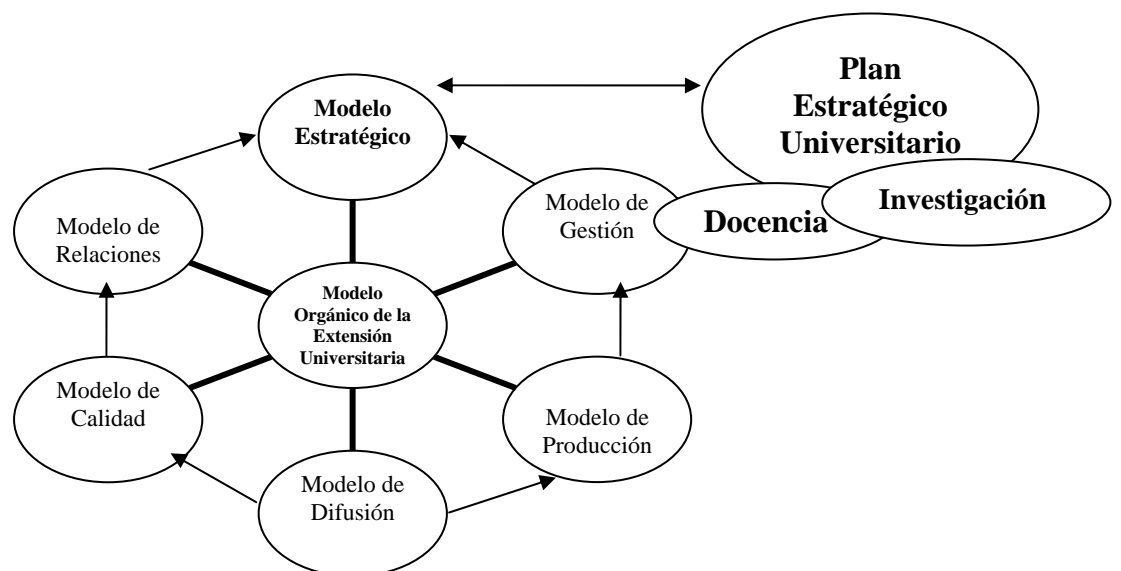 Plan
Estratégico
Universitario
Modelo
Estratégico
Investigación
Docencia
Modelo de
Gestión
Modelo de
Relaciones
Modelo
Orgánico de la
Extensión
Universitaria
Modelo de
Calidad
Modelo de
Producción
Modelo de
Difusión